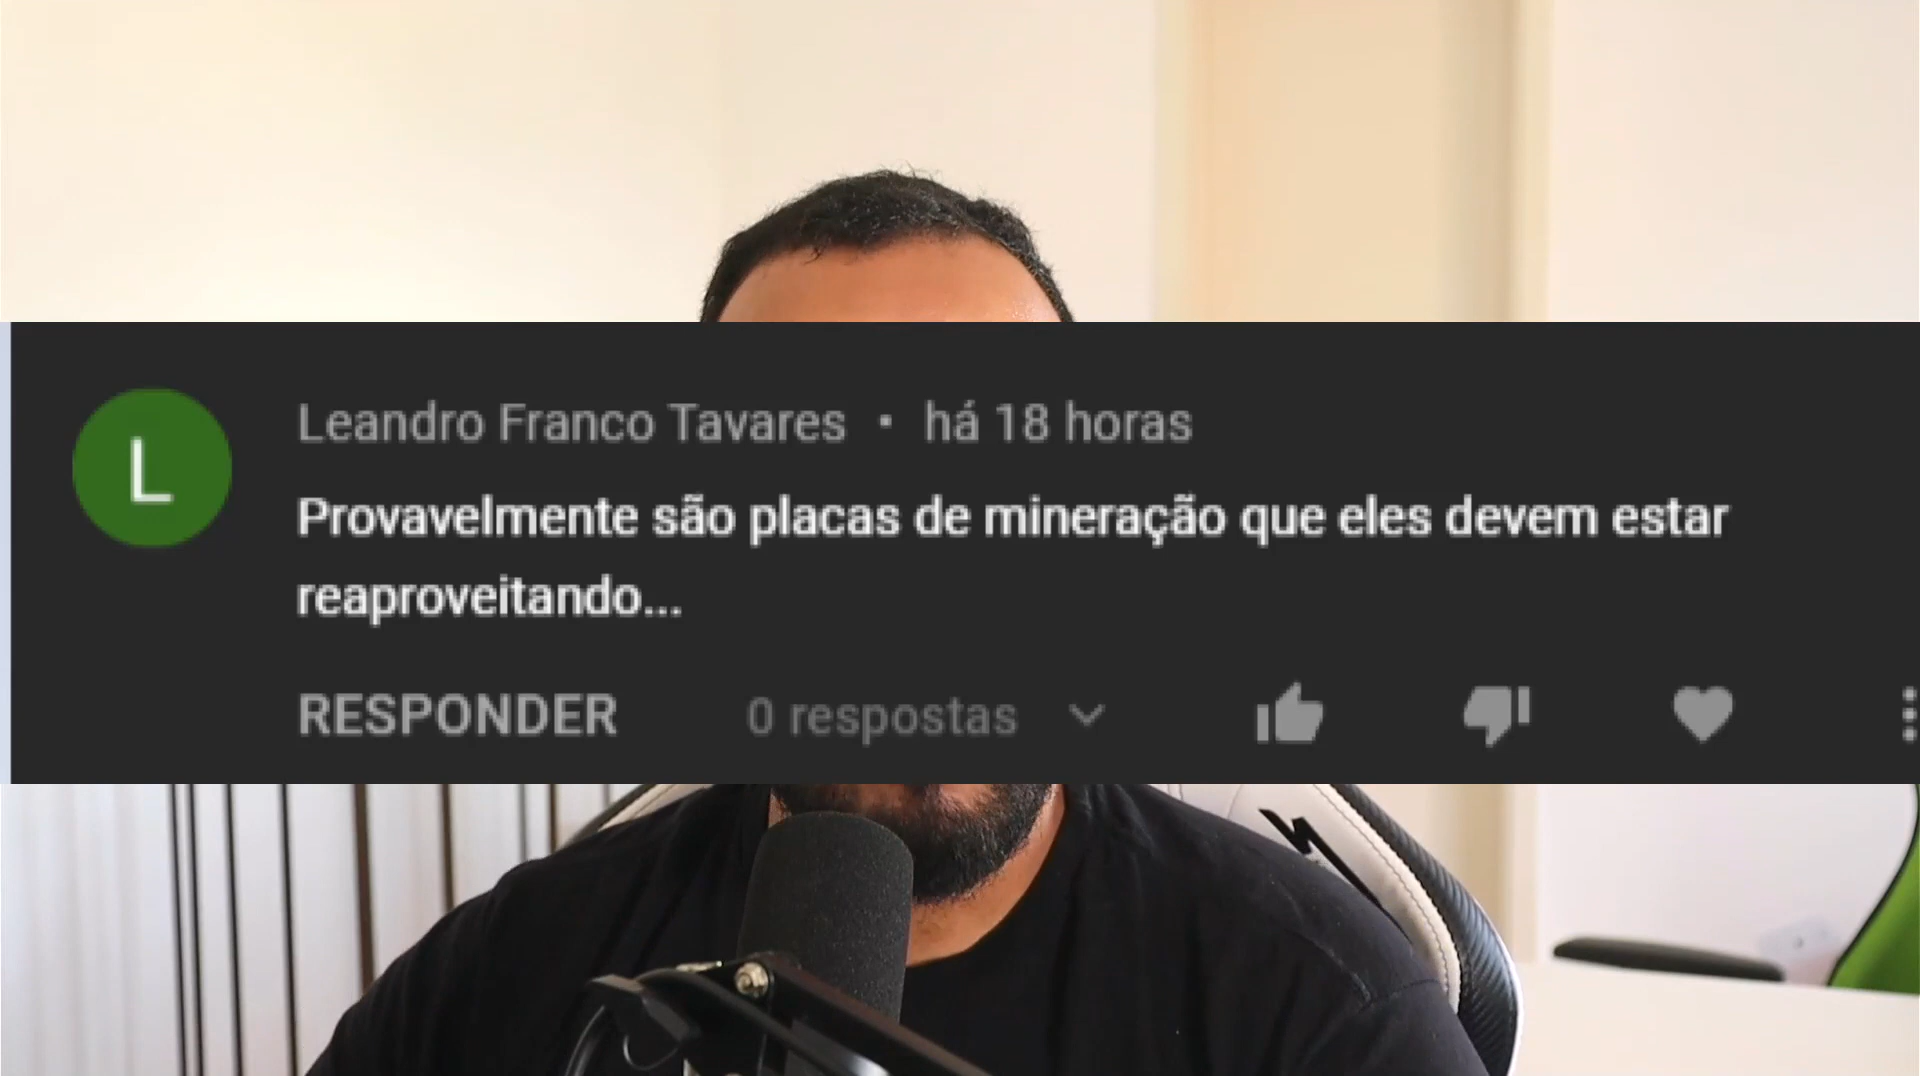 L
Leandro Franco Tavares • há 18 horas
Provavelmente são placas de mineração que eles devem estar
reaproveitando...
RESPONDER 0 respostas